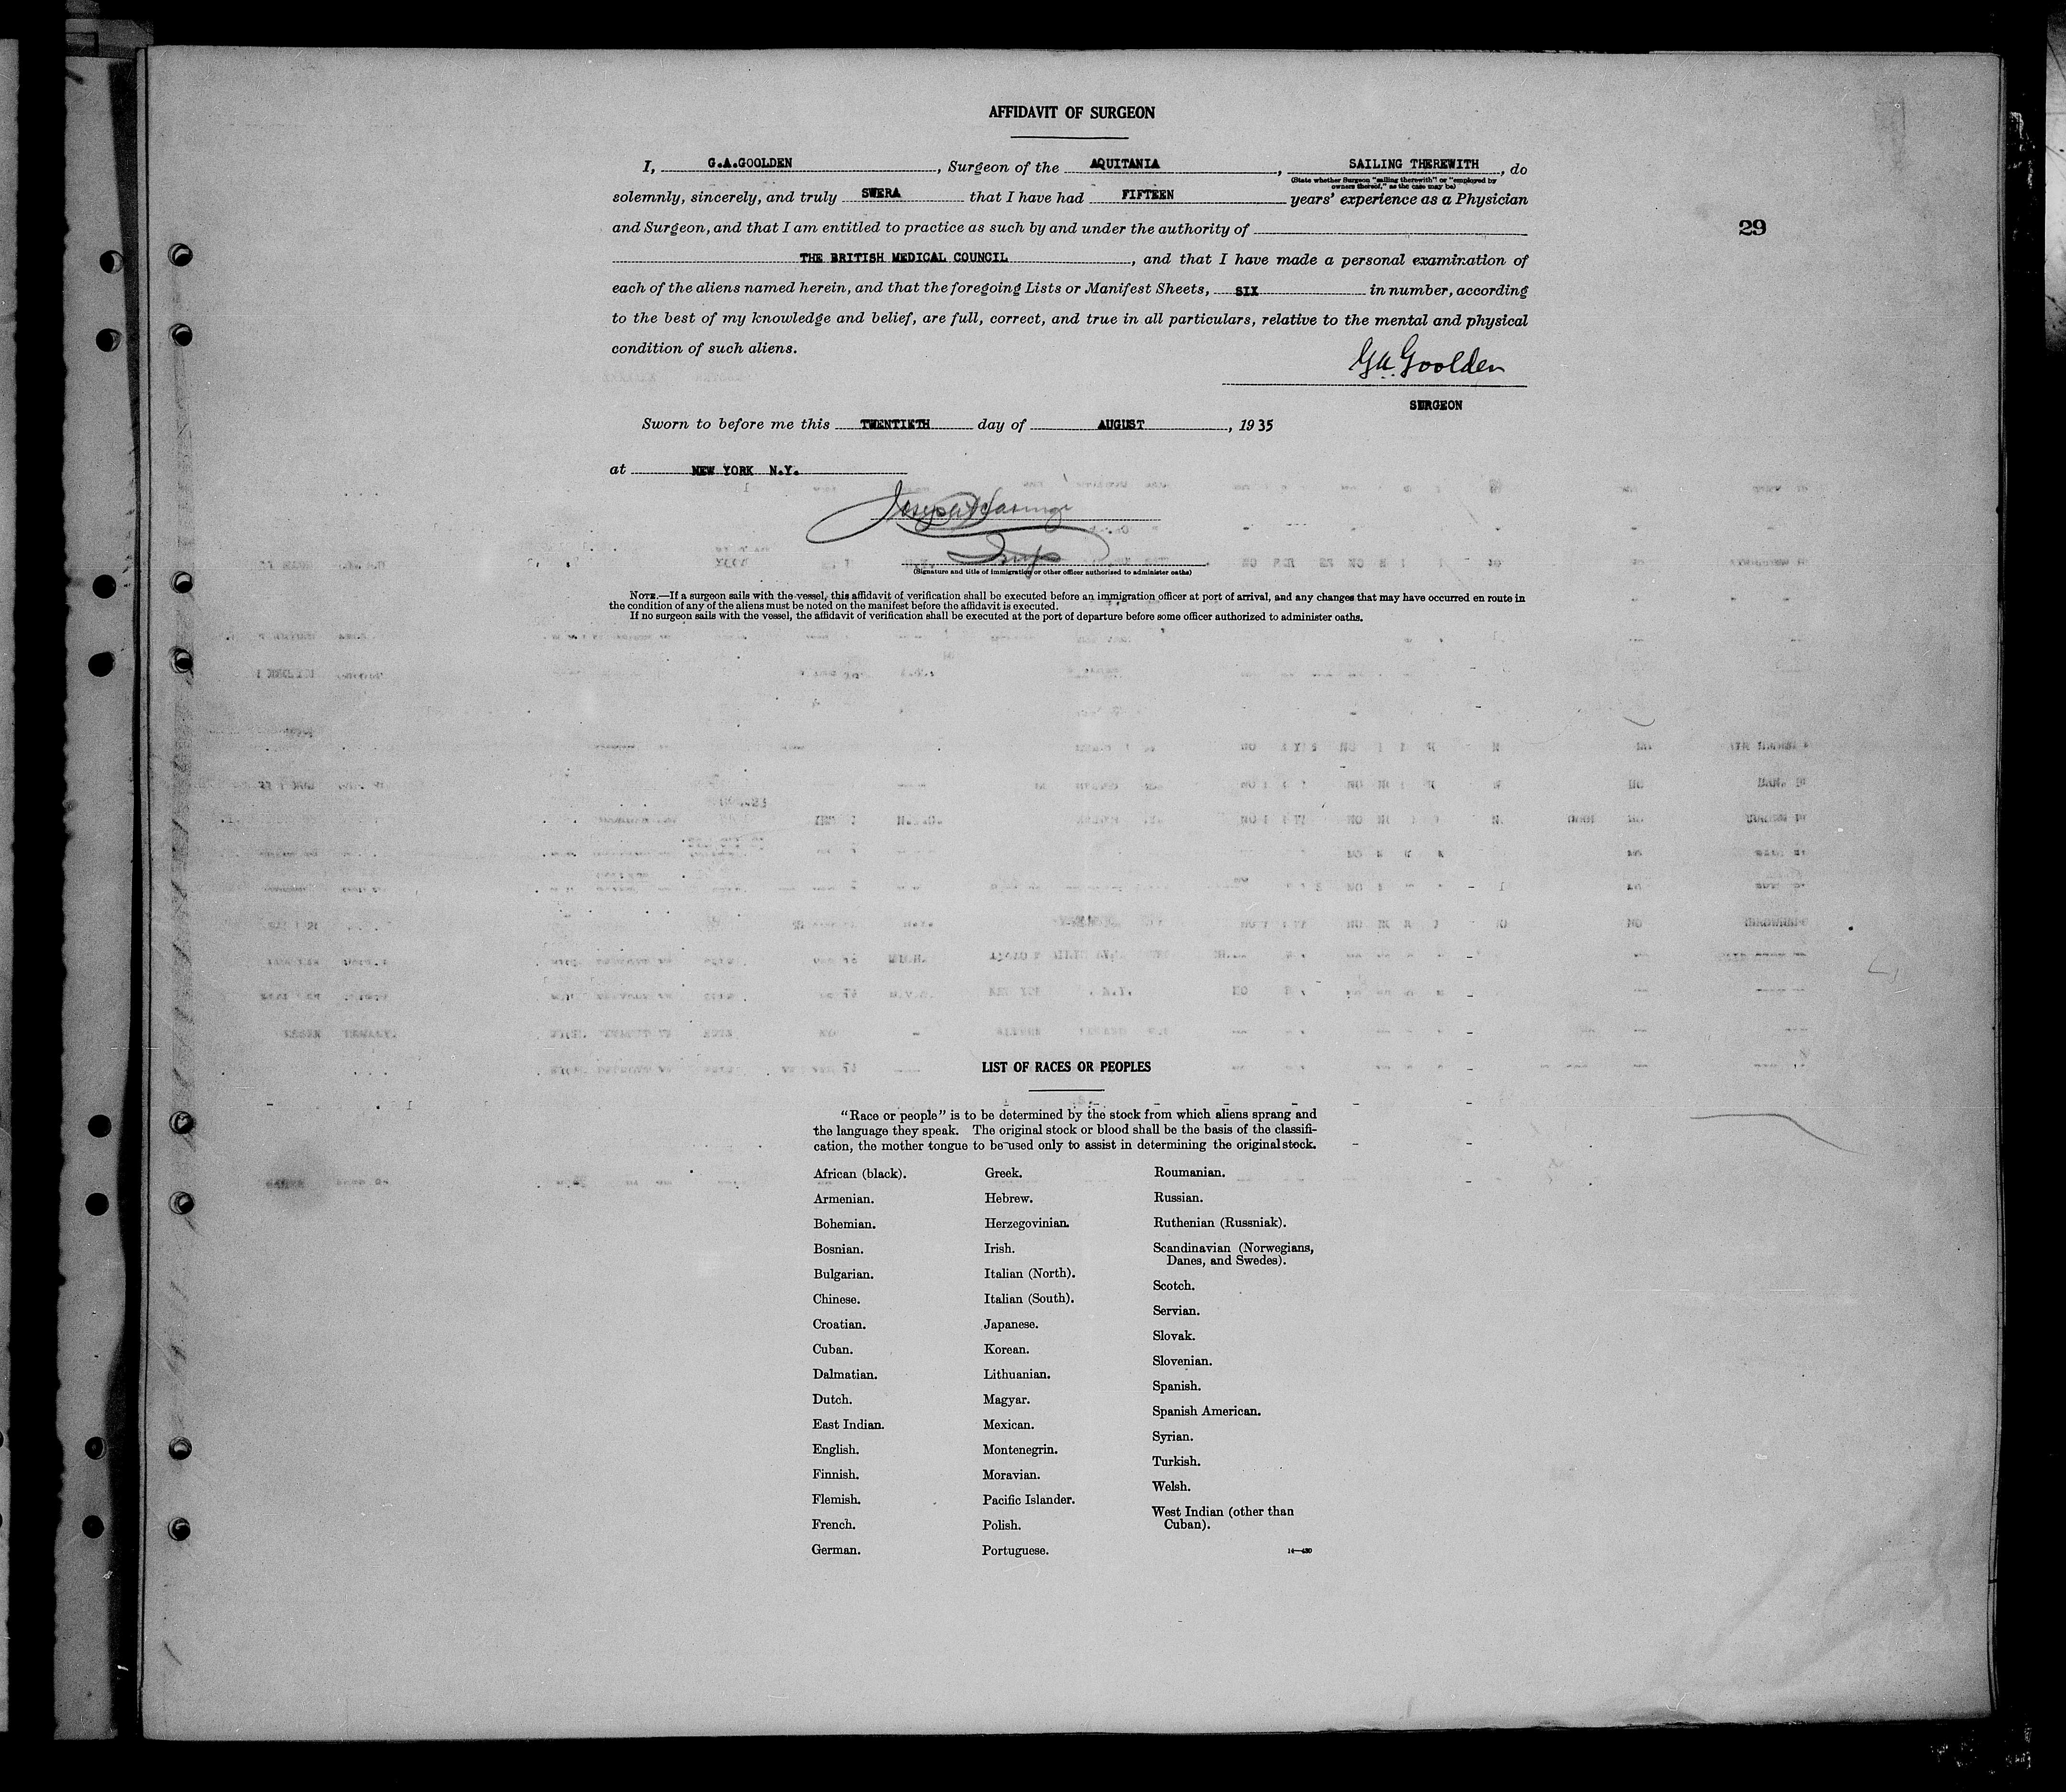 AFFIDAVIT OF SURGEON
I, G.A.GOOLDEN, Surgeon of the AQUITANIA, SAILING THEREWITH, do
(State whether Surgeon "sailing therewith" or "employed by
owners thereof," as the case may be)
solemnly, sincerely, and truly SWERA that I have had FIFTEEN years' experience as a Physician
and Surgeon, and that I am entitled to practice as such by and under the authority of
29
THE BRITISH MEDICAL COUNCIL, and that I have made a personal examination of
each of the aliens named herein, and that the foregoing Lists or Manifest Sheets, SIX in number, according
to the best of my knowledge and belief, are full, correct, and true in all particulars, relative to the mental and physical
condition of such aliens.
G.A. Goolden
SURGEON
Sworn to before me this TWENTIETH day of AUGUST, 1935
at NEW YORK N.Y.
Insp
(Signature and title of immigration or other officer authorized to administer oaths)
NOTE.—If a surgeon sails with the vessel, this affidavit of verification shall be executed before an immigration officer at port of arrival, and any changes that may have occurred en route in
the condition of any of the aliens must be noted on the manifest before the affidavit is executed.
If no surgeon sails with the vessel, the affidavit of verification shall be executed at the port of departure before some officer authorized to administer oaths.
LIST OF RACES OR PEOPLES
"Race or people" is to be determined by the stock from which aliens sprang and
the language they speak. The original stock or blood shall be the basis of the classifi-
cation, the mother tongue to be used only to assist in determining the original stock.
African (black).
Armenian.
Bohemian.
Bosnian.
Bulgarian.
Chinese.
Croatian.
Cuban.
Dalmatian.
Dutch.
East Indian.
English.
Finnish.
Flemish.
French.
German.
Greek.
Hebrew.
Herzegovinian.
Irish.
Italian (North).
Italian (South).
Japanese.
Korean.
Lithuanian.
Magyar.
Mexican.
Montenegrin.
Moravian.
Pacific Islander.
Polish.
Portuguese.
Roumanian.
Russian.
Ruthenian (Russniak).
Scandinavian (Norwegians,
Danes, and Swedes).
Scotch.
Servian.
Slovak.
Slovenian.
Spanish.
Spanish American.
Syrian.
Turkish.
Welsh.
West Indian (other than
Cuban).